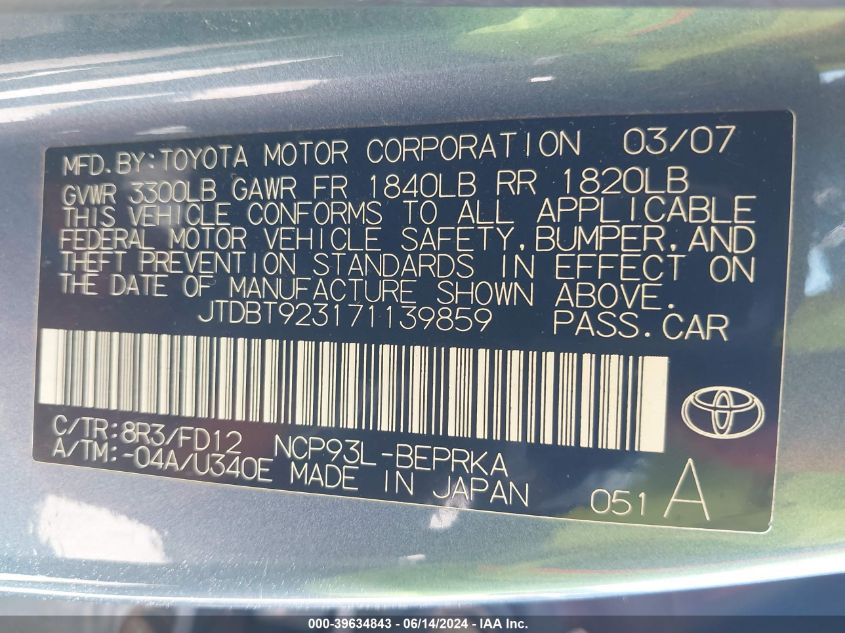 MFD. BY: TOYOTA MOTOR CORPORATION 03/07
GVWR 3300LB GAWR FR 1840LB RR 1820LB
THIS VEHICLE CONFORMS TO ALL APPLICABLE
FEDERAL MOTOR VEHICLE SAFETY, BUMPER, AND
THEFT PREVENTION STANDARDS IN EFFECT ON
THE DATE OF MANUFACTURE SHOWN ABOVE.
JTDBT923171139859 PASS. CAR
C/TR: 8R3/FD12 NCP93L-BEPRKA
A/TM: -04A/U340E MADE IN JAPAN 051 A
000-39634843 - 06/14/2024 - IAA Inc.